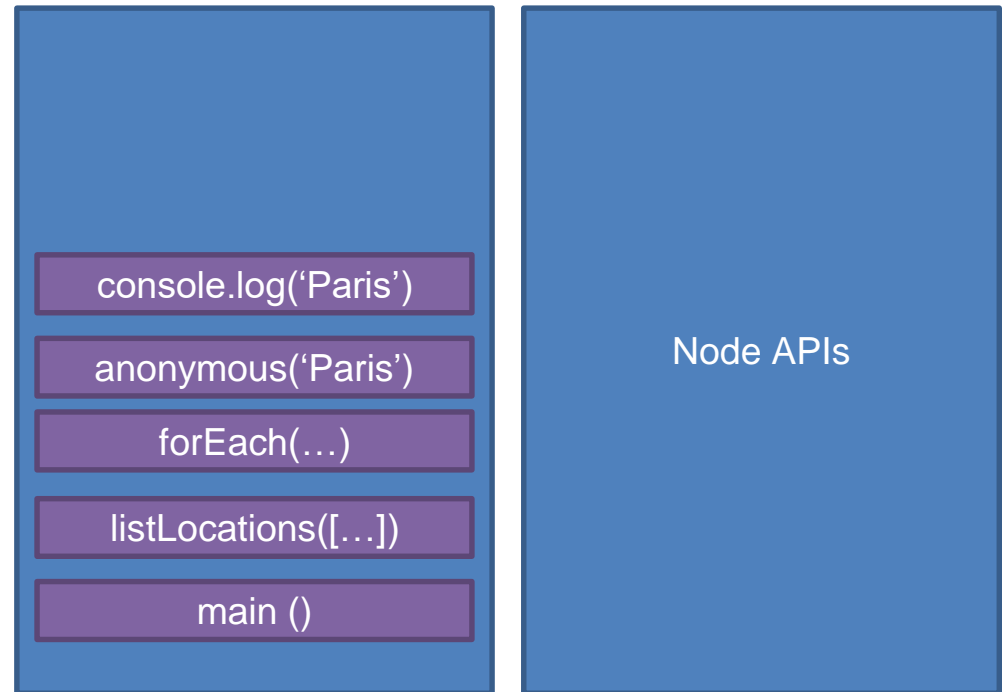 console.log(‘Paris’)
anonymous(‘Paris’)
forEach(…)
listLocations([…])
main ()
Node APIs